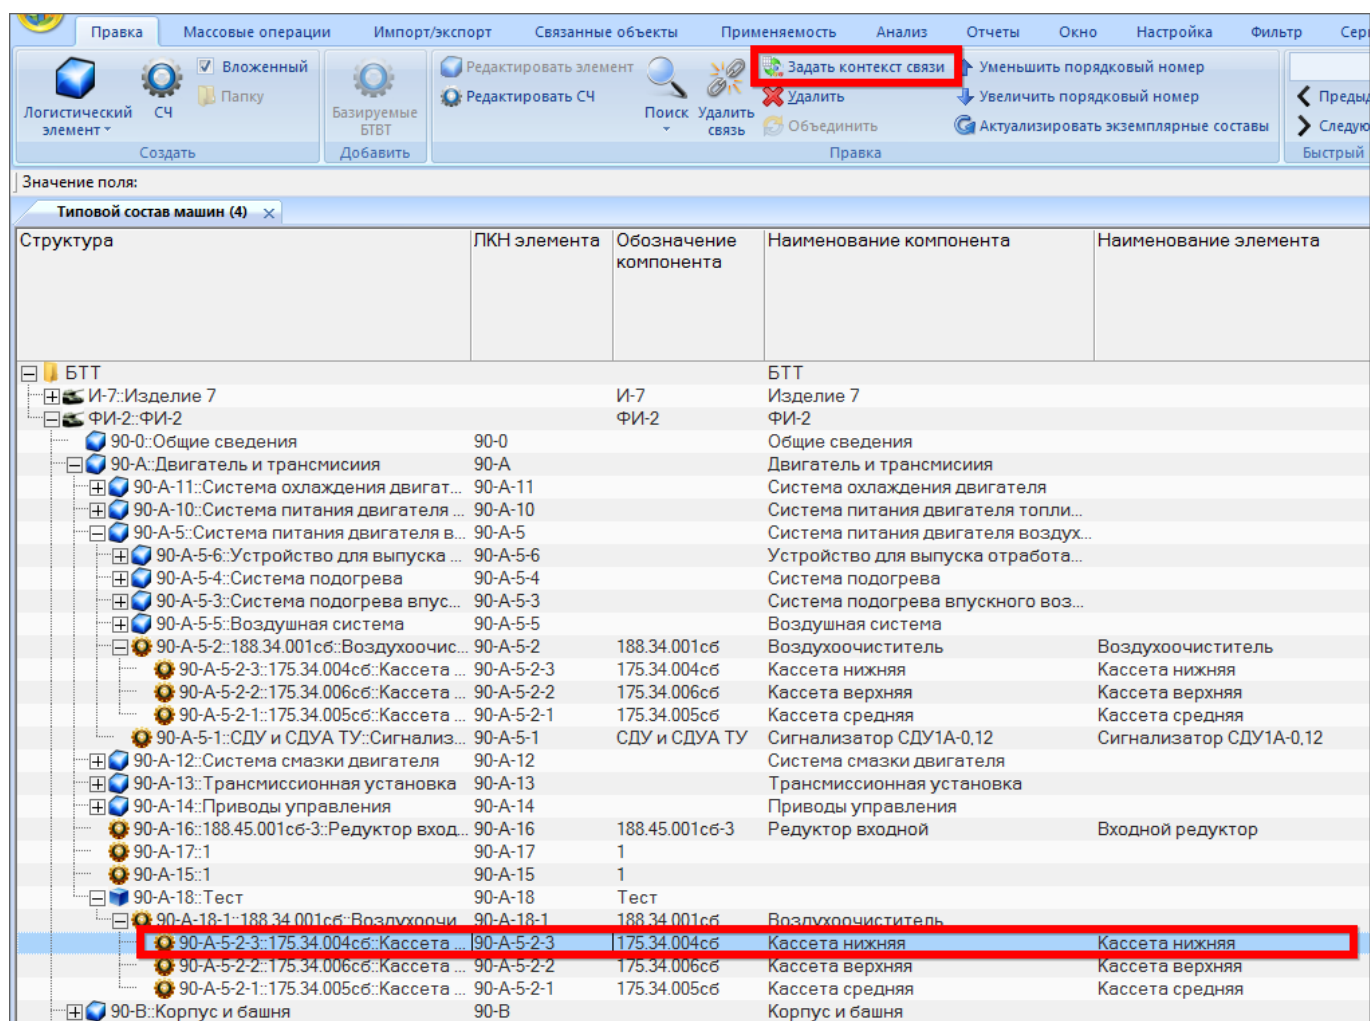 Правка Массовые операции Импорт/экспорт Связанные объекты Применяемость Анализ Отчеты Окно Настройка Фильтр
Вложенный Редактировать элемент Задать контекст связи Уменьшить порядковый номер
Папку Редактировать СЧ Удалить Увеличить порядковый номер
Логистический элемент СЧ Базируемые БТВТ Поиск Удалить связь Объединить Актуализировать экземплярные составы
Создать Добавить Правка Быстрый
Значение поля:
Типовой состав машин (4)
Структура ЛКН элемента Обозначение компонента Наименование компонента Наименование элемента
БТТ БТТ
И-7::Изделие 7 И-7 Изделие 7
ФИ-2::ФИ-2 ФИ-2 ФИ-2
90-0::Общие сведения 90-0 Общие сведения
90-А::Двигатель и трансмисиия 90-А Двигатель и трансмисиия
90-А-11::Система охлаждения двигат... 90-А-11 Система охлаждения двигателя
90-А-10::Система питания двигателя ... 90-А-10 Система питания двигателя топли...
90-А-5::Система питания двигателя в... 90-А-5 Система питания двигателя воздух...
90-А-5-6::Устройство для выпуска ... 90-А-5-6 Устройство для выпуска отработа...
90-А-5-4::Система подогрева 90-А-5-4 Система подогрева
90-А-5-3::Система подогрева впус... 90-А-5-3 Система подогрева впускного воз...
90-А-5-5::Воздушная система 90-А-5-5 Воздушная система
90-А-5-2::188.34.001сб::Воздухоочис... 90-А-5-2 188.34.001сб Воздухоочиститель Воздухоочиститель
90-А-5-2-3::175.34.004сб::Кассета ... 90-А-5-2-3 175.34.004сб Кассета нижняя Кассета нижняя
90-А-5-2-2::175.34.006сб::Кассета ... 90-А-5-2-2 175.34.006сб Кассета верхняя Кассета верхняя
90-А-5-2-1::175.34.005сб::Кассета ... 90-А-5-2-1 175.34.005сб Кассета средняя Кассета средняя
90-А-5-1::СДУ и СДУА ТУ::Сигнализ... 90-А-5-1 СДУ и СДУА ТУ Сигнализатор СДУ1А-0,12 Сигнализатор СДУ1А-0,12
90-А-12::Система смазки двигателя 90-А-12 Система смазки двигателя
90-А-13::Трансмиссионная установка 90-А-13 Трансмиссионная установка
90-А-14::Приводы управления 90-А-14 Приводы управления
90-А-16::188.45.001сб-3::Редуктор вход... 90-А-16 188.45.001сб-3 Редуктор входной Входной редуктор
90-А-17::1 90-А-17 1
90-А-15::1 90-А-15 1
90-А-18::Тест 90-А-18 Тест
90-А-18-1::188.34.001сб::Воздухоочи... 90-А-18-1 188.34.001сб Воздухоочиститель
90-А-5-2-3::175.34.004сб::Кассета ... 90-А-5-2-3 175.34.004сб Кассета нижняя Кассета нижняя
90-А-5-2-2::175.34.006сб::Кассета ... 90-А-5-2-2 175.34.006сб Кассета верхняя Кассета верхняя
90-А-5-2-1::175.34.005сб::Кассета ... 90-А-5-2-1 175.34.005сб Кассета средняя Кассета средняя
90-В::Корпус и башня 90-В Корпус и башня